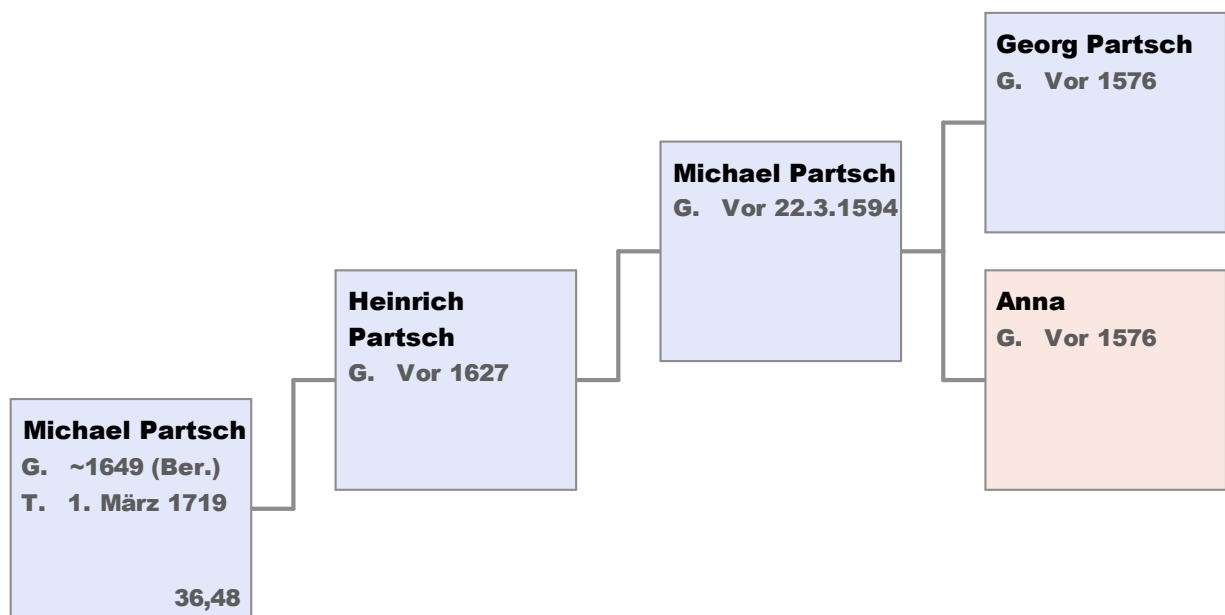 Georg Partsch
G. Vor 1576
Michael Partsch
G. Vor 22.3.1594
Heinrich
Partsch
G. Vor 1627
Anna
G. Vor 1576
Michael Partsch
G. ~1649 (Ber.)
T. 1. März 1719
36,48